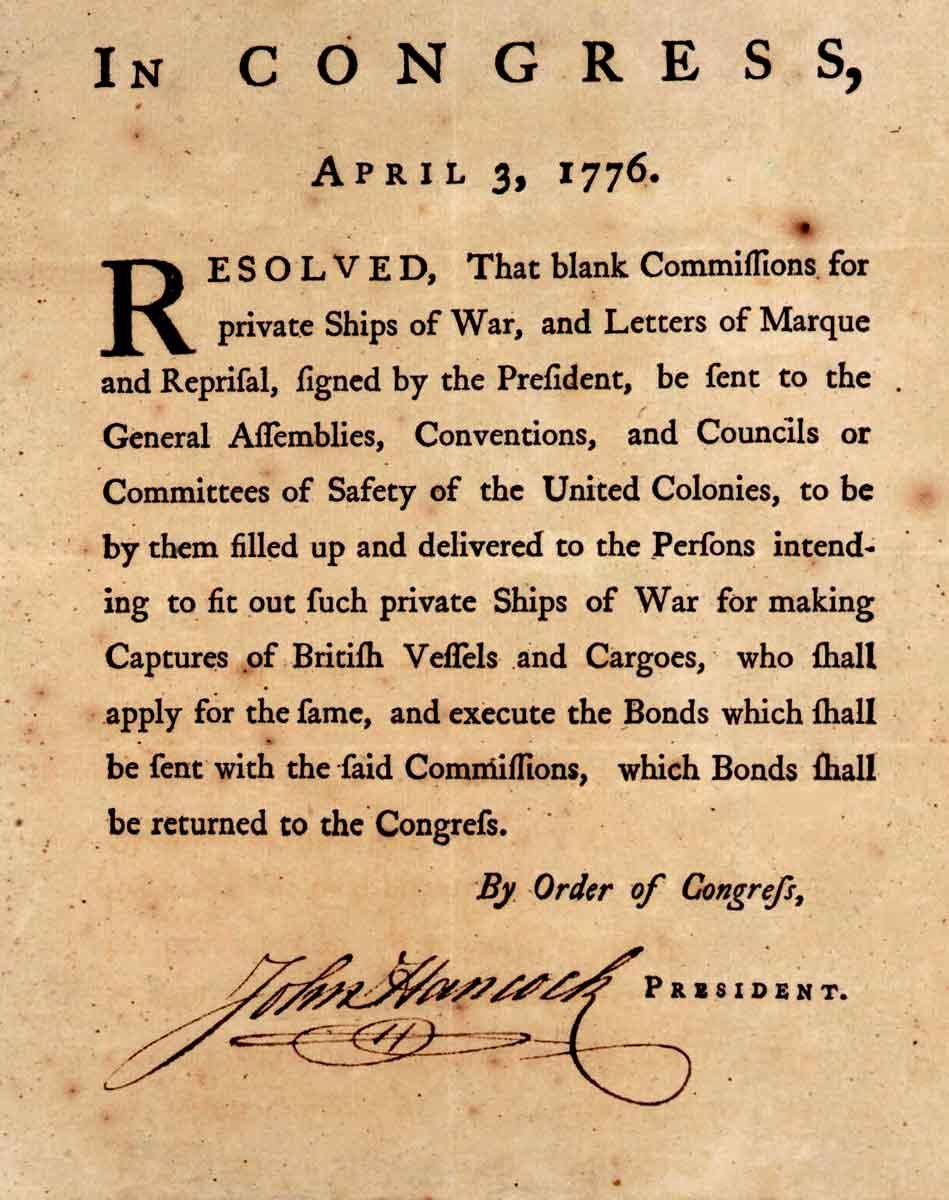 In CONGRESS,
APRIL 3, 1776.
RESOLVED, That blank Commiſſions for
private Ships of War, and Letters of Marque
and Repriſal, ſigned by the Preſident, be ſent to the
General Aſſemblies, Conventions, and Councils or
Committees of Safety of the United Colonies, to be
by them filled up and delivered to the Perſons intend-
ing to fit out ſuch private Ships of War for making
Captures of Britiſh Veſſels and Cargoes, who ſhall
apply for the ſame, and execute the Bonds which ſhall
be ſent with the ſaid Commiſſions, which Bonds ſhall
be returned to the Congreſs.
By Order of Congreſs,
John Hancock PRESIDENT.
H